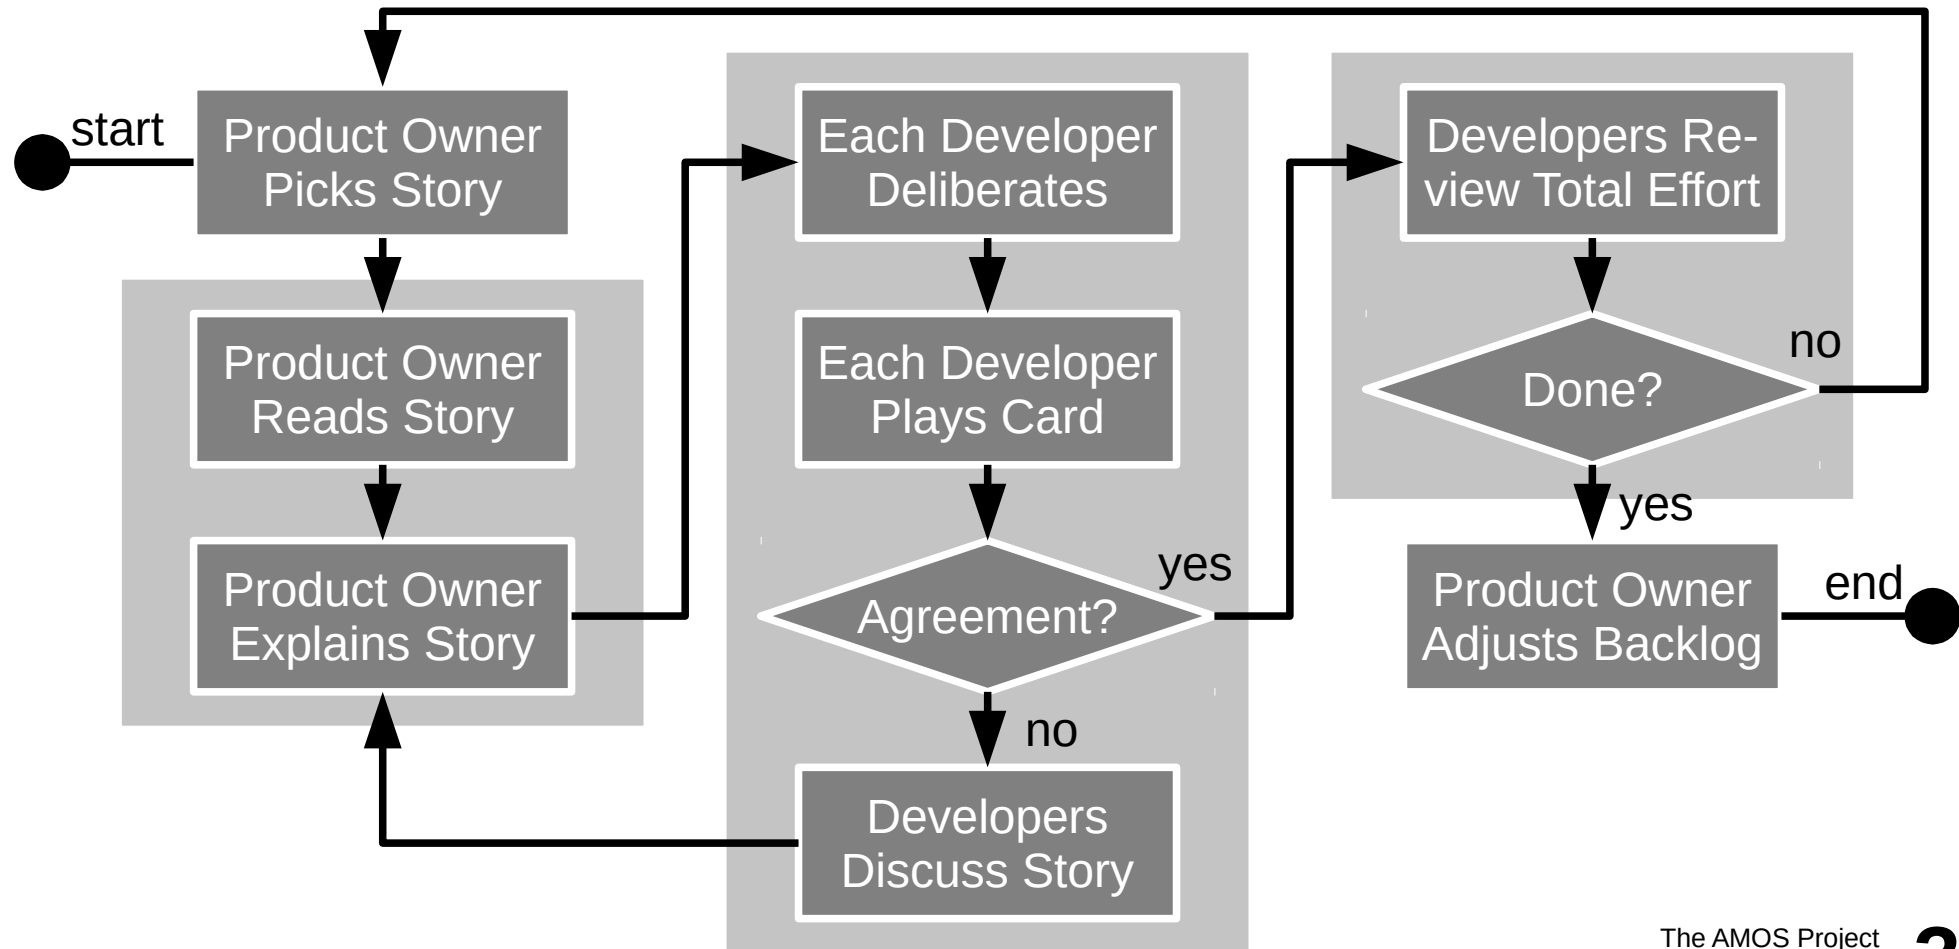 start
Product Owner
Picks Story
Product Owner
Reads Story
Product Owner
Explains Story
Each Developer
Deliberates
Each Developer
Plays Card
Agreement?
yes
no
Developers
Discuss Story
Developers Re-
view Total Effort
Done?
no
yes
Product Owner
Adjusts Backlog
end
The AMOS Project